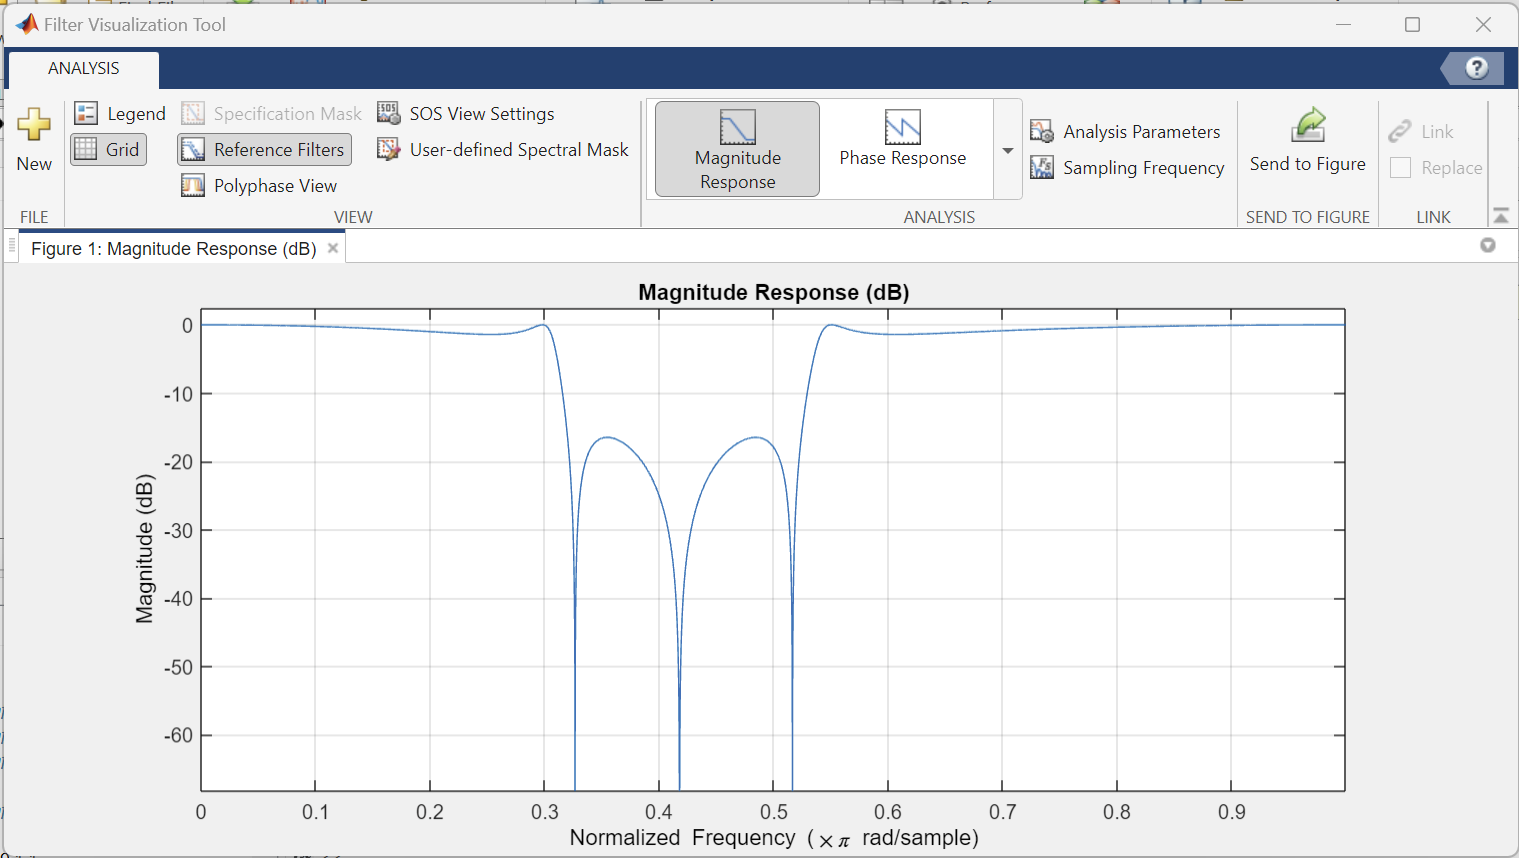 Filter Visualization Tool
ANALYSIS
?
New
Legend
Grid
Specification Mask
Reference Filters
Polyphase View
SOS View Settings
User-defined Spectral Mask
Magnitude
Response
Phase Response
Analysis Parameters
Sampling Frequency
Send to Figure
Link
Replace
FILE
VIEW
ANALYSIS
SEND TO FIGURE
LINK
Figure 1: Magnitude Response (dB)
Magnitude Response (dB)
Magnitude (dB)
0
-10
-20
-30
-40
-50
-60
0 0.1 0.2 0.3 0.4 0.5 0.6 0.7 0.8 0.9
Normalized Frequency (×π rad/sample)